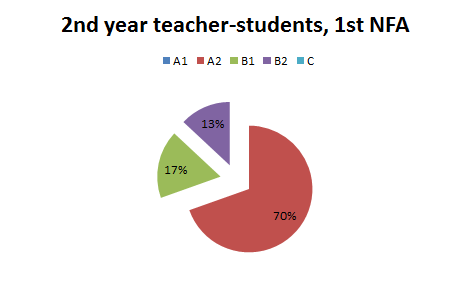 2nd year teacher-students, 1st NFA
A1 A2 B1 B2 C
13%
17%
70%